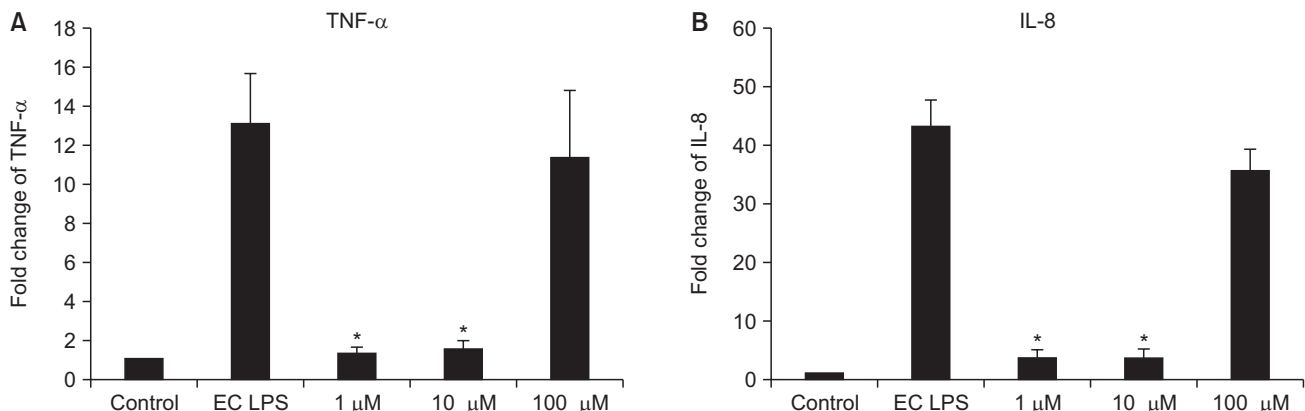 A
TNF-α
Fold change of TNF-α
18
16
14
12
10
8
6
4
2
0
*
*
Control EC LPS 1 μM 10 μM 100 μM
B
IL-8
Fold change of IL-8
60
50
40
30
20
10
0
*
*
Control EC LPS 1 μM 10 μM 100 μM